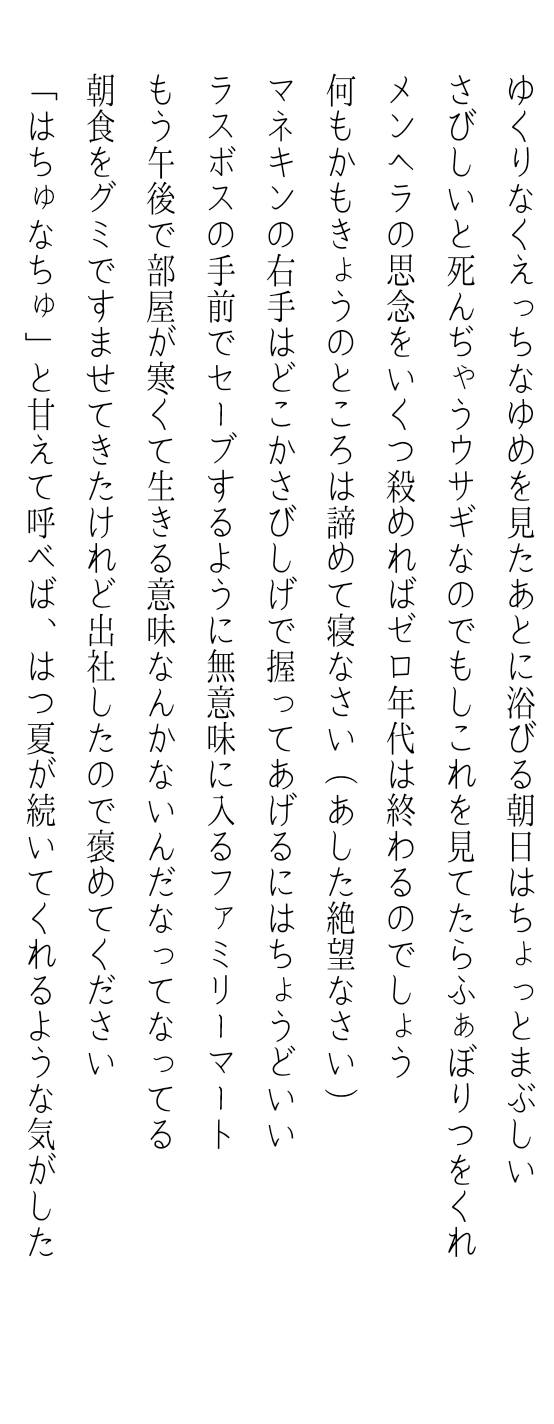 ゆくりなくえっちなゆめを見たあとに浴びる朝日はちょっとまぶしい
さびしいと死んぢゃうウサギなのでもしこれを見てたらふぁぼりつをくれ
メンヘラの思念をいくつ殺めればゼロ年代は終わるのでしょう
何もかもきょうのところは諦めて寝なさい（あした絶望なさい）
マネキンの右手はどこかさびしげで握ってあげるにはちょうどいい
ラスボスの手前でセーブするように無意味に入るファミリーマート
もう午後で部屋が寒くて生きる意味なんかないんだなってなってる
朝食をグミですませてきたけれど出社したので褒めてください
「はちゅなちゅ」と甘えて呼べば、はつ夏が続いてくれるような気がした